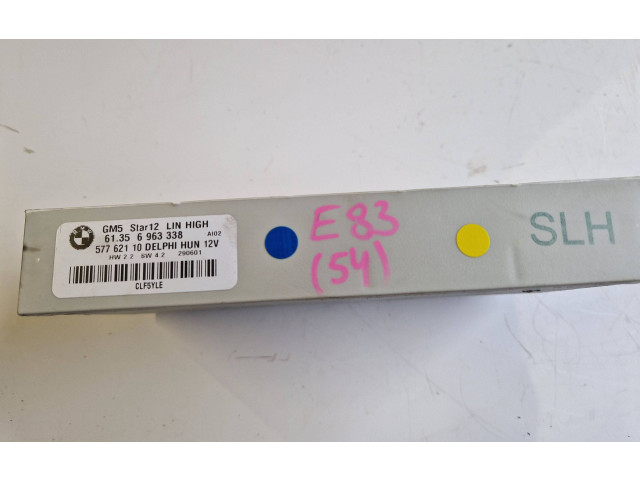 GM5 Star12 LIN HIGH
61.35 6 963 338 AI02
577 621 10 DELPHI HUN 12V
HW 2.2 SW 4.2 290601
CLF5YLE
E83
(54)
SLH